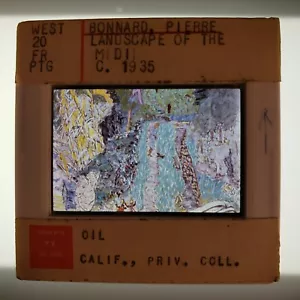 WEST
20
FR
PTG
BONNARD, PIERRE
LANDSCAPE OF THE
MIDI
C. 1935
OIL
CALIF., PRIV. COLL.